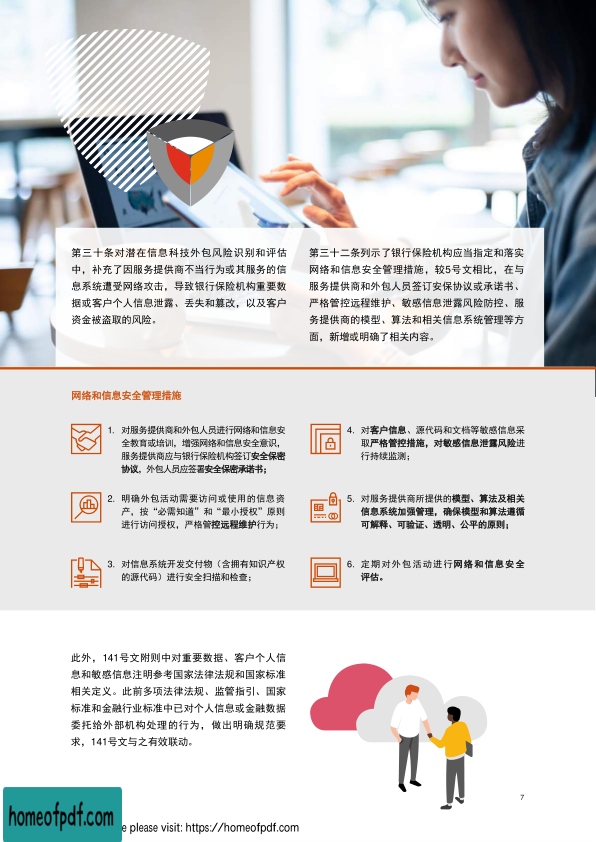 第三十条对潜在信息科技外包风险识别和评估
中，补充了因服务提供商不当行为或其服务的信
息系统遭受网络攻击，导致银行保险机构重要数
据或客户个人信息泄露、丢失和篡改，以及客户
资金被盗取的风险。
第三十二条列示了银行保险机构应当指定和落实
网络和信息安全管理措施，较5号文相比，在与
服务提供商和外包人员签订安保协议或承诺书、
严格管控远程维护、敏感信息泄露风险防控、服
务提供商的模型、算法和相关信息系统管理等方
面，新增或明确了相关内容。
网络和信息安全管理措施
1. 对服务提供商和外包人员进行网络和信息安
全教育或培训，增强网络和信息安全意识，
服务提供商应与银行保险机构签订安全保密
协议，外包人员应签署安全保密承诺书；
2. 明确外包活动需要访问或使用的信息资
产，按“必需知道”和“最小授权”原则
进行访问授权，严格管控远程维护行为；
3. 对信息系统开发交付物（含拥有知识产权
的源代码）进行安全扫描和检查；
4. 对客户信息、源代码和文档等敏感信息采
取严格管控措施，对敏感信息泄露风险进
行持续监测；
5. 对服务提供商所提供的模型、算法及相关
信息系统加强管理，确保模型和算法遵循
可解释、可验证、透明、公平的原则；
6. 定期对外包活动进行网络和信息安全
评估。
此外，141号文附则中对重要数据、客户个人信
息和敏感信息注明参考国家法律法规和国家标准
相关定义。此前多项法律法规、监管指引、国家
标准和金融行业标准中已对个人信息或金融数据
委托给外部机构处理的行为，做出明确规范要
求，141号文与之有效联动。
7
homeofpdf.com
e please visit: https://homeofpdf.com